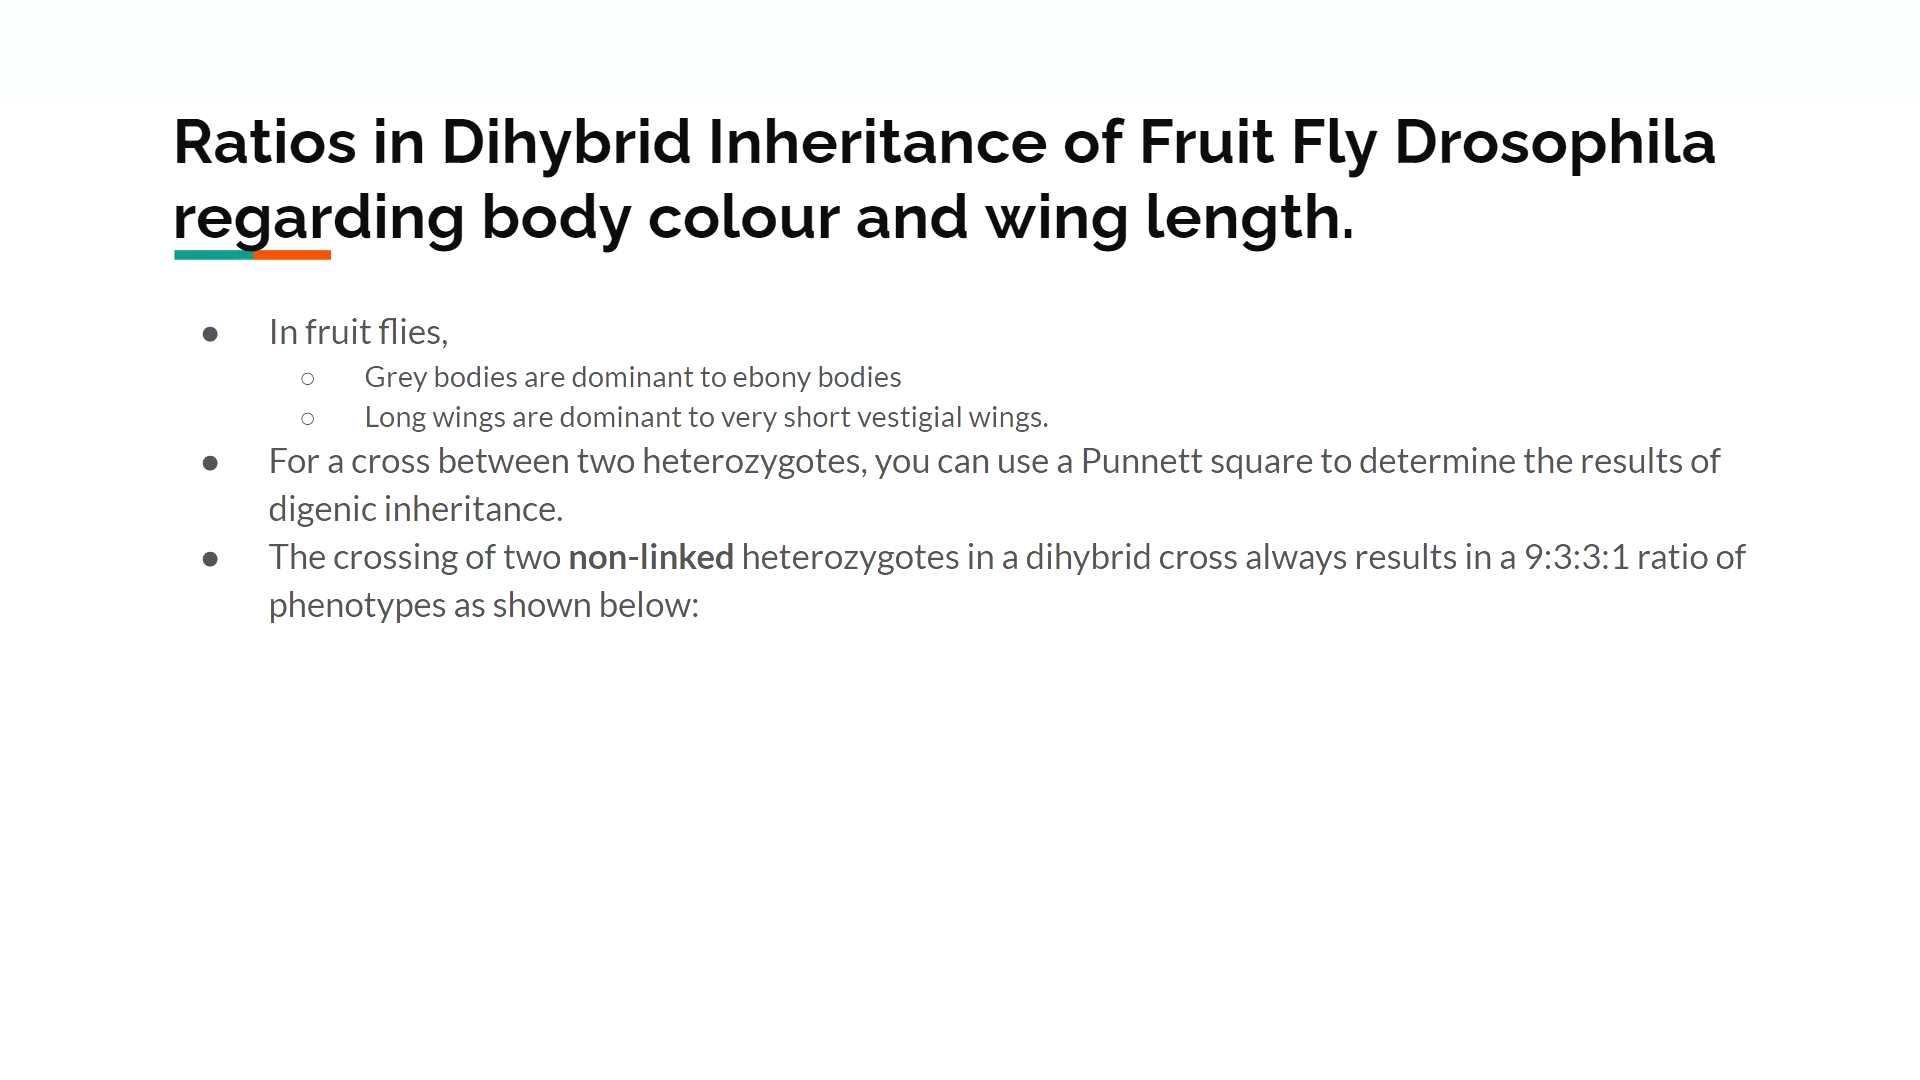 Ratios in Dihybrid Inheritance of Fruit Fly Drosophila
regarding body colour and wing length.
● In fruit flies,
○ Grey bodies are dominant to ebony bodies
○ Long wings are dominant to very short vestigial wings.
● For a cross between two heterozygotes, you can use a Punnett square to determine the results of
digenic inheritance.
● The crossing of two non-linked heterozygotes in a dihybrid cross always results in a 9:3:3:1 ratio of
phenotypes as shown below: